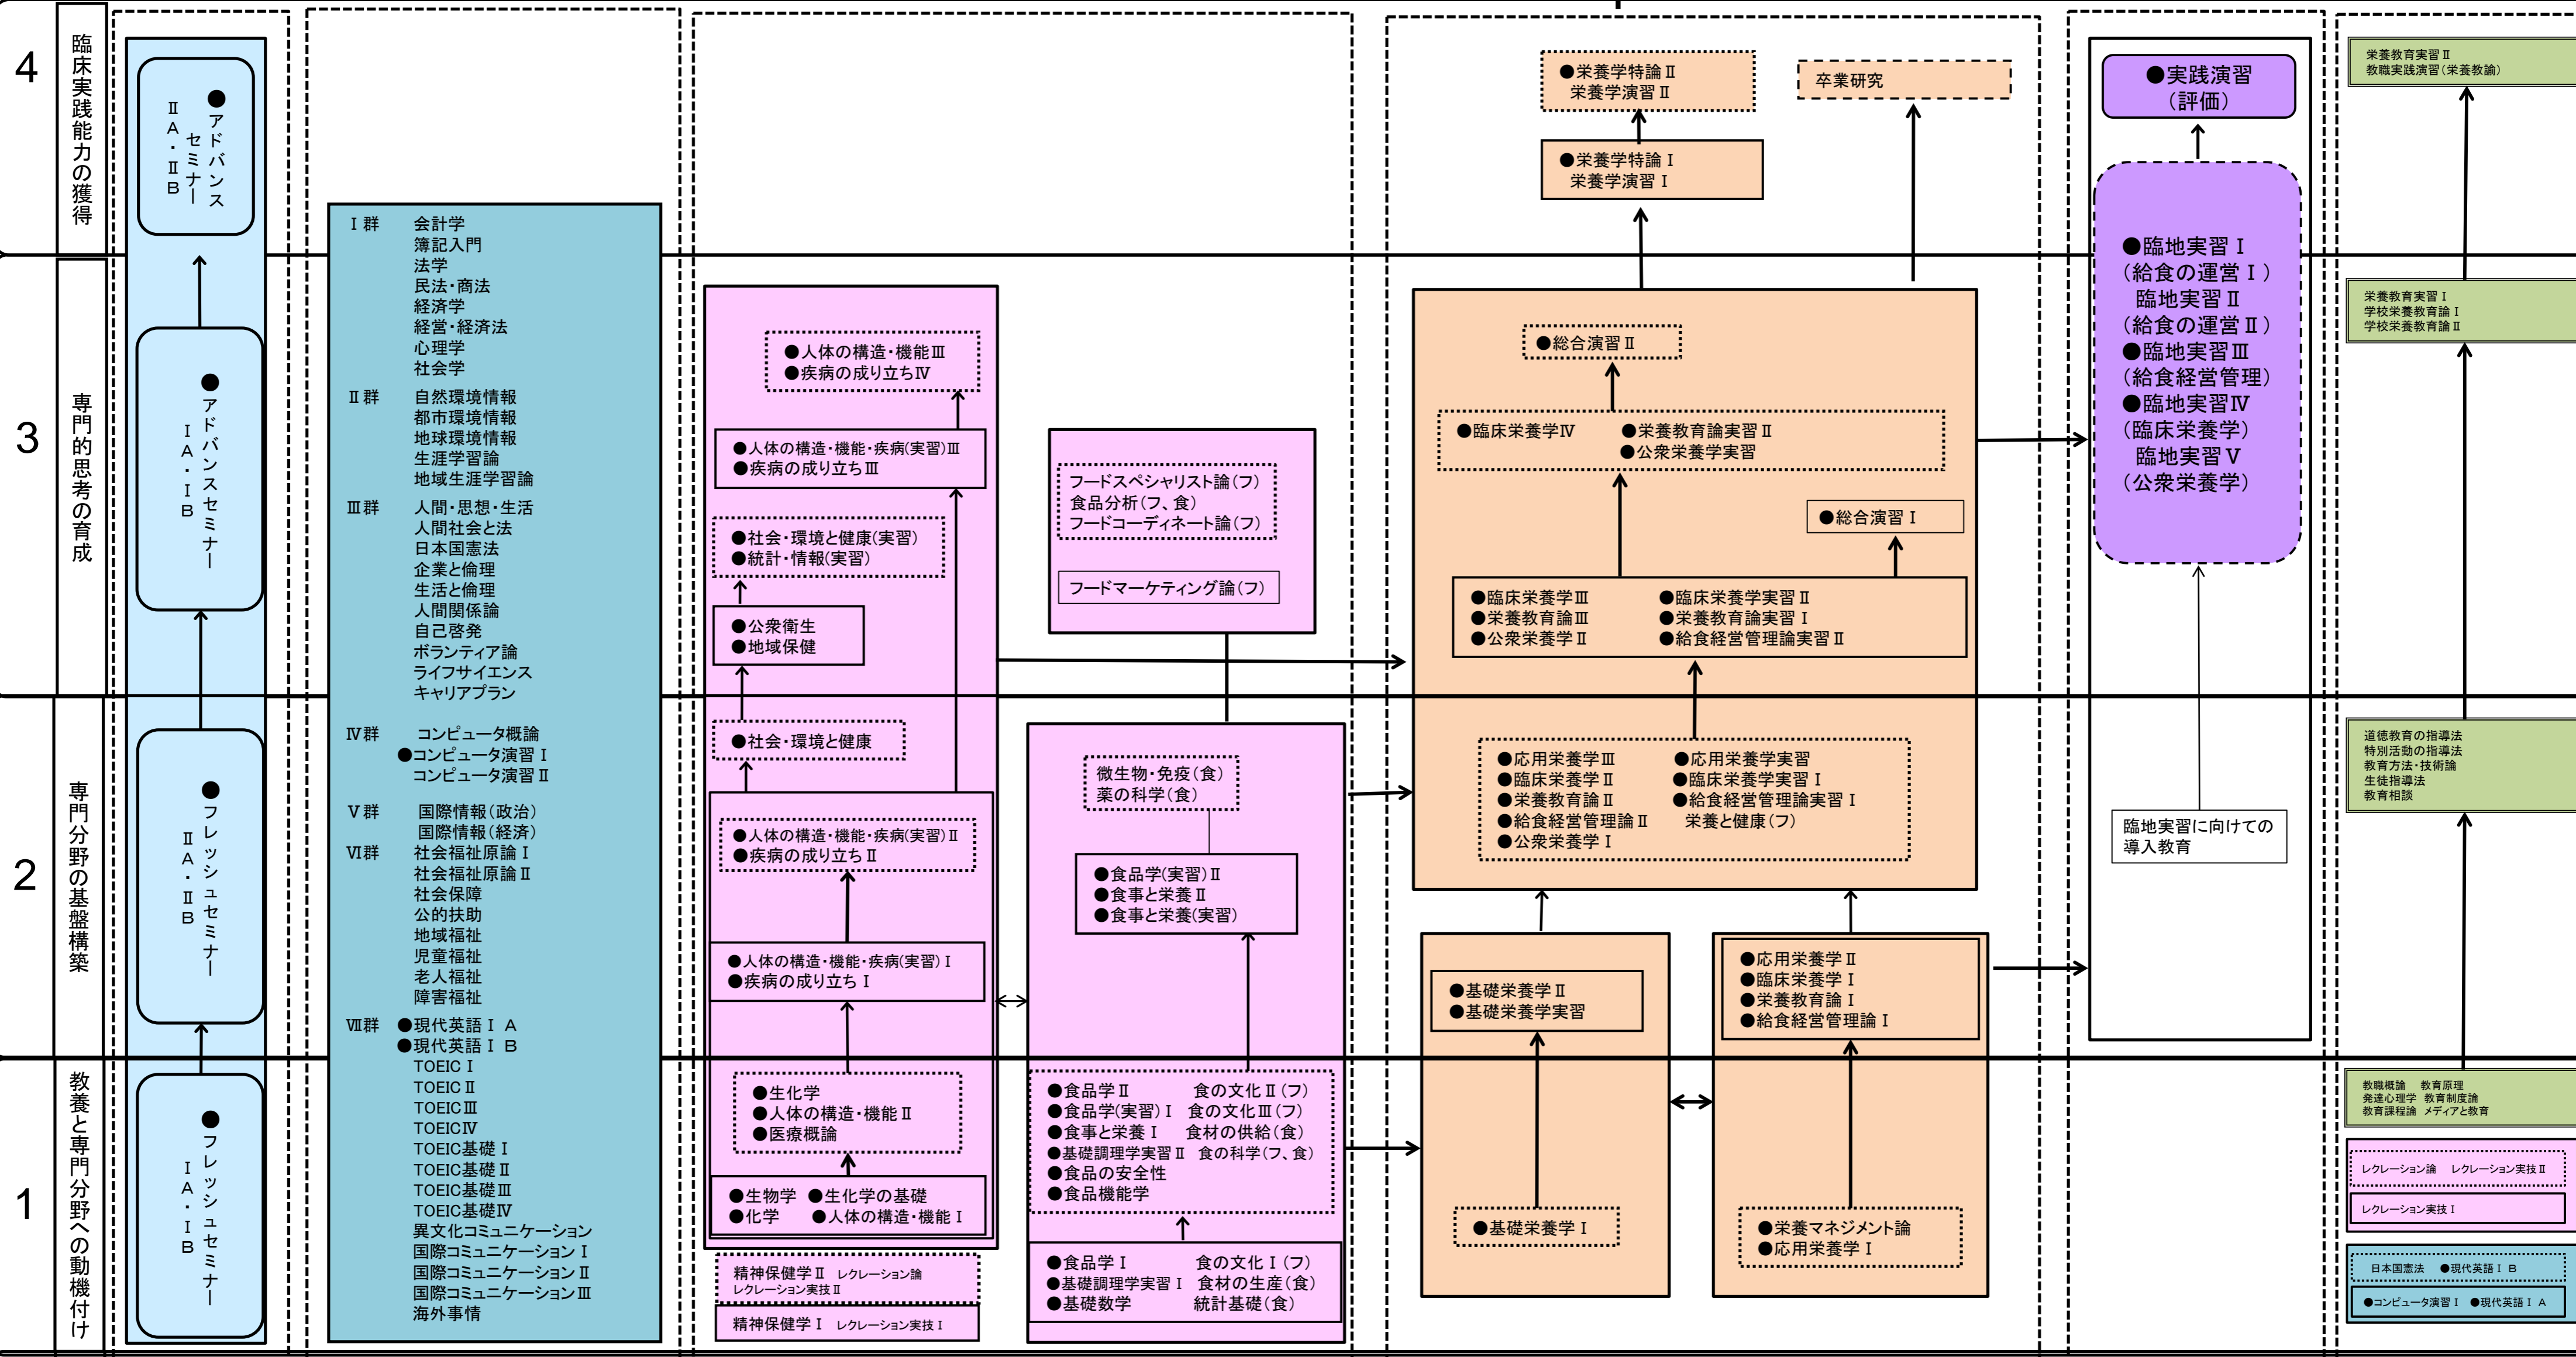 4
臨床実践能力の獲得
3
専門的思考の育成
2
専門分野の基盤構築
1
教養と専門分野への動機付け
●アドバンス
セミナー
ⅡA・ⅡB
●アドバンスセミナー
ⅠA・ⅠB
●フレッシュセミナー
ⅡA・ⅡB
●フレッシュセミナー
ⅠA・ⅠB
Ⅰ群 会計学
簿記入門
法学
民法・商法
経済学
経営・経済法
心理学
社会学
Ⅱ群 自然環境情報
都市環境情報
地球環境情報
生涯学習論
地域生涯学習論
Ⅲ群 人間・思想・生活
人間社会と法
日本国憲法
企業と倫理
生活と倫理
人間関係論
自己啓発
ボランティア論
ライフサイエンス
キャリアプラン
Ⅳ群 コンピュータ概論
●コンピュータ演習Ⅰ
コンピュータ演習Ⅱ
Ⅴ群 国際情報(政治)
国際情報(経済)
Ⅵ群 社会福祉原論Ⅰ
社会福祉原論Ⅱ
社会保障
公的扶助
地域福祉
児童福祉
老人福祉
障害福祉
Ⅶ群 ●現代英語Ⅰ A
●現代英語Ⅰ B
TOEICⅠ
TOEICⅡ
TOEICⅢ
TOEICⅣ
TOEIC基礎Ⅰ
TOEIC基礎Ⅱ
TOEIC基礎Ⅲ
TOEIC基礎Ⅳ
異文化コミュニケーション
国際コミュニケーションⅠ
国際コミュニケーションⅡ
国際コミュニケーションⅢ
海外事情
●人体の構造・機能Ⅲ
●疾病の成り立ちⅣ
●人体の構造・機能・疾病(実習)Ⅲ
●疾病の成り立ちⅢ
●社会・環境と健康(実習)
●統計・情報(実習)
●公衆衛生
●地域保健
●社会・環境と健康
●人体の構造・機能・疾病(実習)Ⅱ
●疾病の成り立ちⅡ
●人体の構造・機能・疾病(実習)Ⅰ
●疾病の成り立ちⅠ
●生化学
●人体の構造・機能Ⅱ
●医療概論
●生物学 ●生化学の基礎
●化学 ●人体の構造・機能Ⅰ
精神保健学Ⅱ レクレーション論
レクレーション実技Ⅱ
精神保健学Ⅰ レクレーション実技Ⅰ
フードスペシャリスト論(フ)
食品分析(フ、食)
フードコーディネート論(フ)
フードマーケティング論(フ)
微生物・免疫(食)
薬の科学(食)
●食品学(実習)Ⅱ
●食事と栄養Ⅱ
●食事と栄養(実習)
●食品学Ⅱ 食の文化Ⅱ(フ)
●食品学(実習)Ⅰ 食の文化Ⅲ(フ)
●食事と栄養Ⅰ 食材の供給(食)
●基礎調理学実習Ⅱ 食の科学(フ、食)
●食品の安全性
●食品機能学
●食品学Ⅰ 食の文化Ⅰ(フ)
●基礎調理学実習Ⅰ 食材の生産(食)
●基礎数学 統計基礎(食)
●栄養学特論Ⅱ
栄養学演習Ⅱ
卒業研究
●栄養学特論Ⅰ
栄養学演習Ⅰ
●総合演習Ⅱ
●臨床栄養学Ⅳ ●栄養教育論実習Ⅱ
●公衆栄養学実習
●総合演習Ⅰ
●臨床栄養学Ⅲ ●臨床栄養学実習Ⅱ
●栄養教育論Ⅲ ●栄養教育論実習Ⅰ
●公衆栄養学Ⅱ ●給食経営管理論実習Ⅱ
●応用栄養学Ⅲ ●応用栄養学実習
●臨床栄養学Ⅱ ●臨床栄養学実習Ⅰ
●栄養教育論Ⅱ ●給食経営管理論実習Ⅰ
●給食経営管理論Ⅱ 栄養と健康(フ)
●公衆栄養学Ⅰ
●基礎栄養学Ⅱ
●基礎栄養学実習
●応用栄養学Ⅱ
●臨床栄養学Ⅰ
●栄養教育論Ⅰ
●給食経営管理論Ⅰ
●基礎栄養学Ⅰ
●栄養マネジメント論
●応用栄養学Ⅰ
●実践演習
(評価)
●臨地実習Ⅰ
(給食の運営Ⅰ)
臨地実習Ⅱ
(給食の運営Ⅱ)
●臨地実習Ⅲ
(給食経営管理)
●臨地実習Ⅳ
(臨床栄養学)
臨地実習Ⅴ
(公衆栄養学)
臨地実習に向けての
導入教育
栄養教育実習Ⅱ
教職実践演習(栄養教諭)
栄養教育実習Ⅰ
学校栄養教育論Ⅰ
学校栄養教育論Ⅱ
道徳教育の指導法
特別活動の指導法
教育方法・技術論
生徒指導法
教育相談
教職概論 教育原理
発達心理学 教育制度論
教育課程論 メディアと教育
レクレーション論 レクレーション実技Ⅱ
レクレーション実技Ⅰ
日本国憲法 ●現代英語Ⅰ B
●コンピュータ演習Ⅰ ●現代英語Ⅰ A